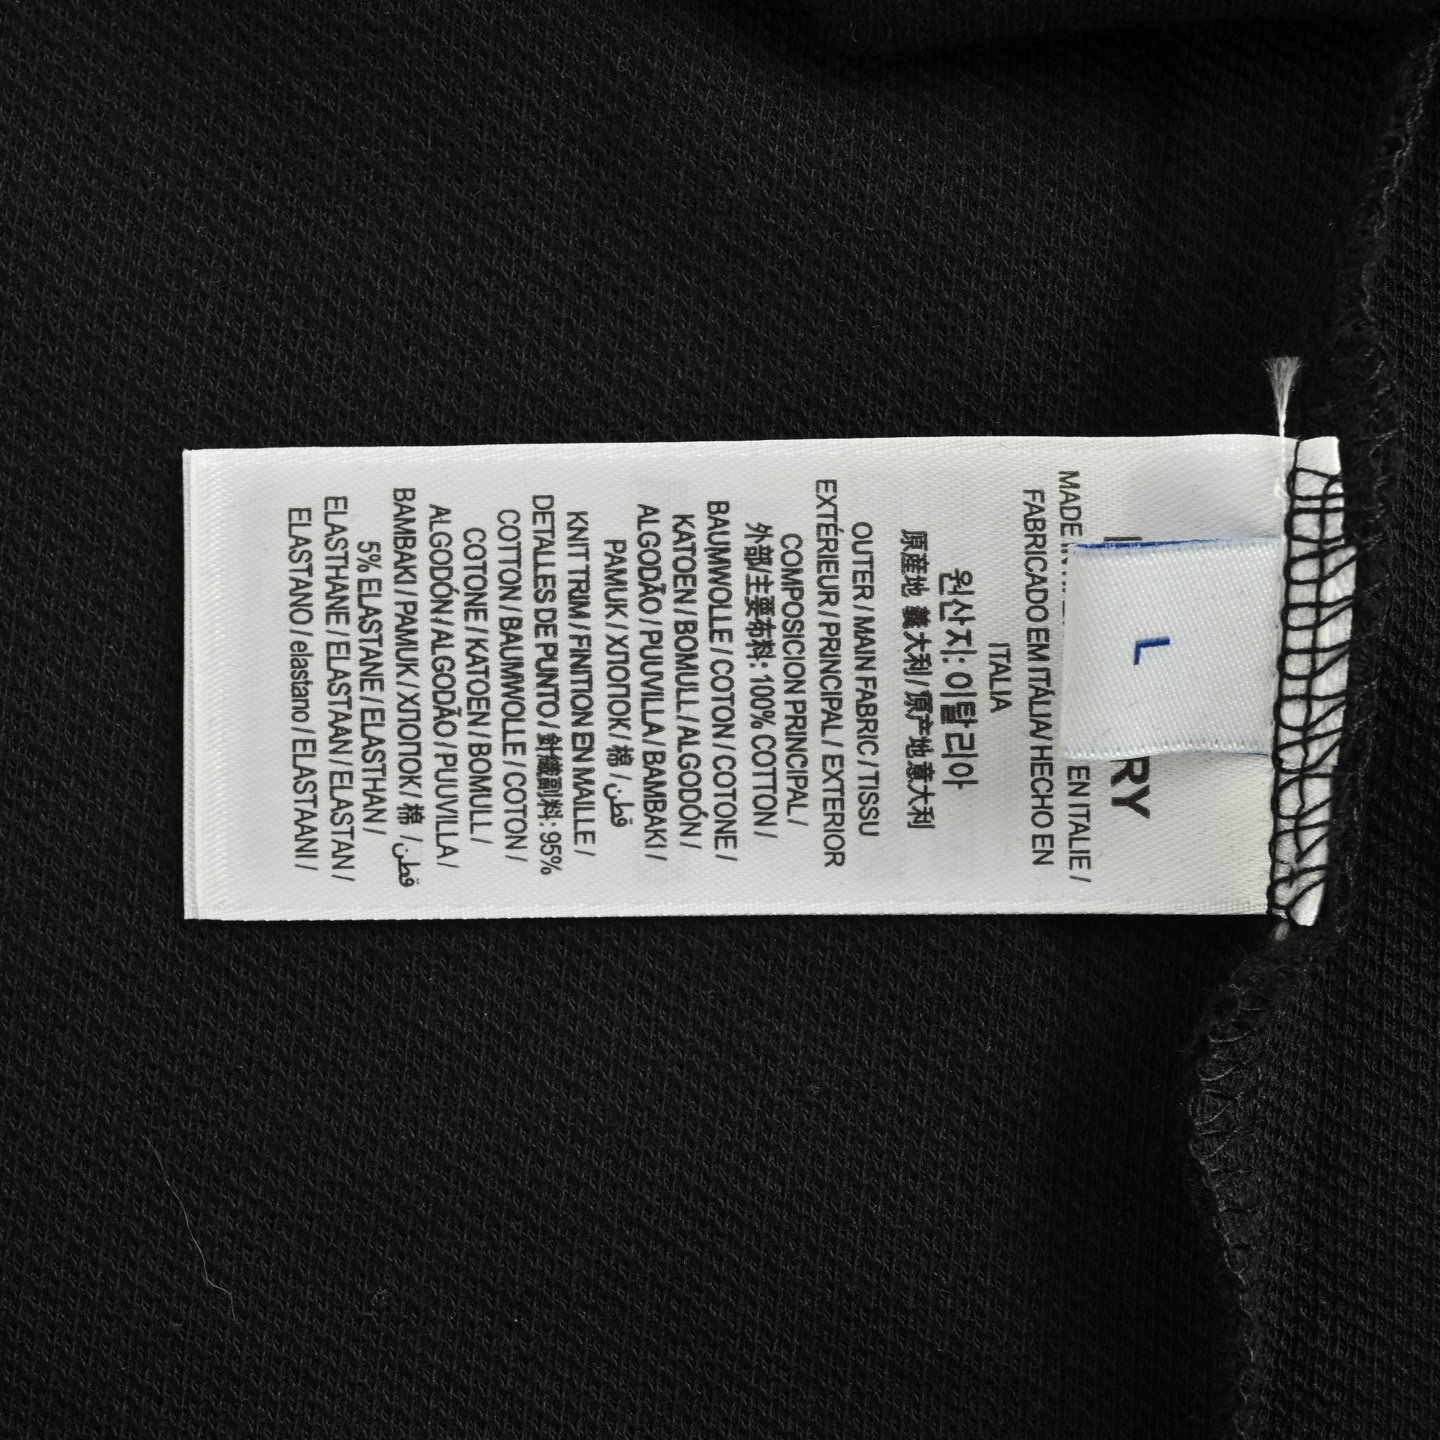 RY
L
MADE IN
EN ITALIE /
FABRICADO EM ITÁLIA/ HECHO EN
ITALIA
원산지: 이탈리아
原産地 義大利 / 原产地意大利
OUTER / MAIN FABRIC / TISSU
EXTÉRIEUR / PRINCIPAL / EXTERIOR
COMPOSICION PRINCIPAL /
外部/主要布料: 100% COTTON /
BAUMWOLLE / COTON / COTONE /
KATOEN / BOMULL / ALGODÓN /
ALGODÃO / PUUVILLA / BAMBAKI /
PAMUK / ΧΠΟΠΟΚ / 棉 / قطن
KNIT TRIM / FINITION EN MAILLE /
DETALLES DE PUNTO / 針織副料: 95%
COTTON / BAUMWOLLE / COTON /
COTONE / KATOEN / BOMULL /
ALGODÓN / ALGODÃO / PUUVILLA /
BAMBAKI / PAMUK / ΧΠΟΠΟΚ / 棉 / قطن
5% ELASTANE / ELASTHAN /
ELASTHANE / ELASTAAN / ELASTAN /
ELASTANO / elastano / ELASTAANI /